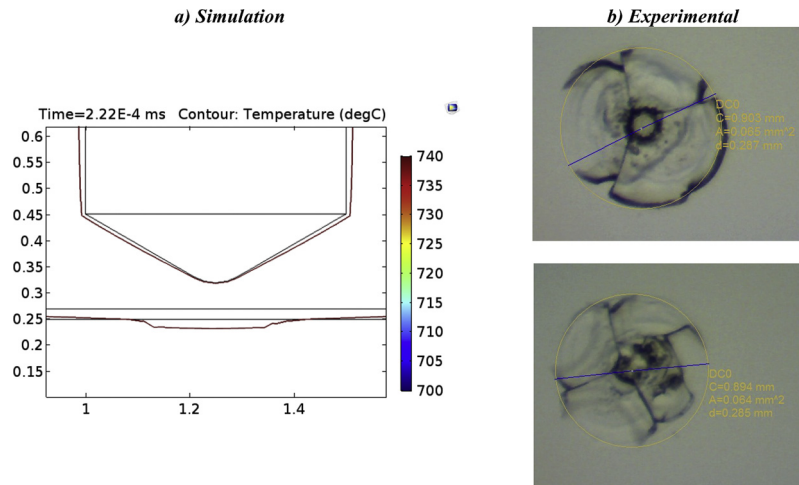 a) Simulation
b) Experimental
Time=2.22E-4 ms Contour: Temperature (degC)
0.6
0.55
0.5
0.45
0.4
0.35
0.3
0.25
0.2
0.15
1
1.2
1.4
740
730
725
720
715
710
705
700
DC0
C=0.903 mm
A=0.065 mm^2
d=0.287 mm
DC0
C=0.894 mm
A=0.064 mm^2
d=0.285 mm